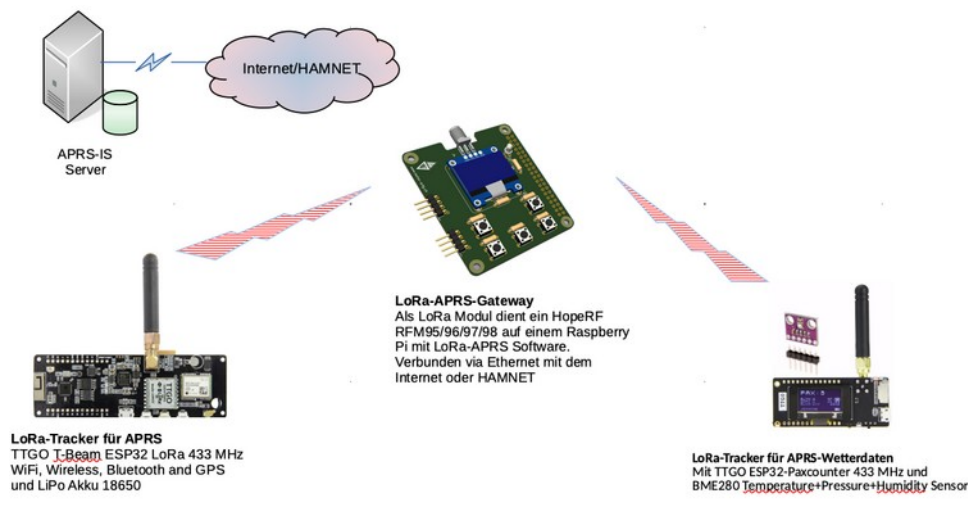 Internet/HAMNET
APRS-IS
Server
LoRa-APRS-Gateway
Als LoRa Modul dient ein HopeRF
RFM95/96/97/98 auf einem Raspberry
Pi mit LoRa-APRS Software.
Verbunden via Ethernet mit dem
Internet oder HAMNET
TTGO
LoRa-Tracker für APRS
TTGO T-Beam ESP32 LoRa 433 MHz
WiFi, Wireless, Bluetooth and GPS
und LiPo Akku 18650
LoRa-Tracker für APRS-Wetterdaten
Mit TTGO ESP32-Paxcounter 433 MHz und
BME280 Temperature+Pressure+Humidity Sensor